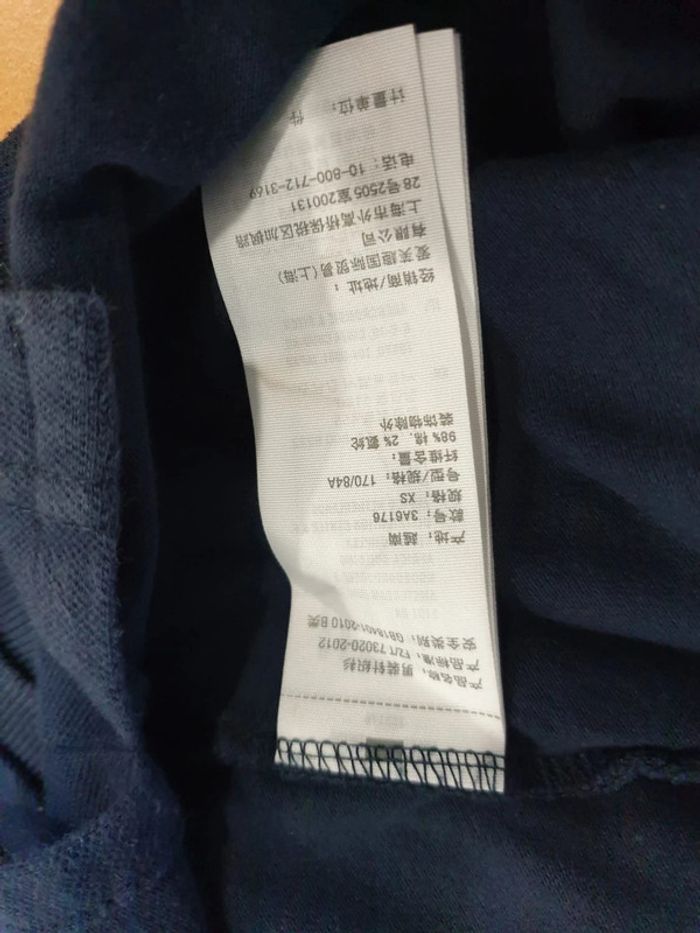 产品名称：男装针织衫
产品标准：FZ/T 73020-2012
安全类别：GB18401-2010 B类
产地：越南
款号：3A6176
规格：XS
号型/规格：170/84A
纤维含量：
98% 棉，2% 氨纶
装饰物除外
经销商/地址：
爱芙趣国际贸易(上海)
有限公司
上海市外高桥保税区加枫路
28号2505室200131
电话：10-800-712-3169
计量单位：件